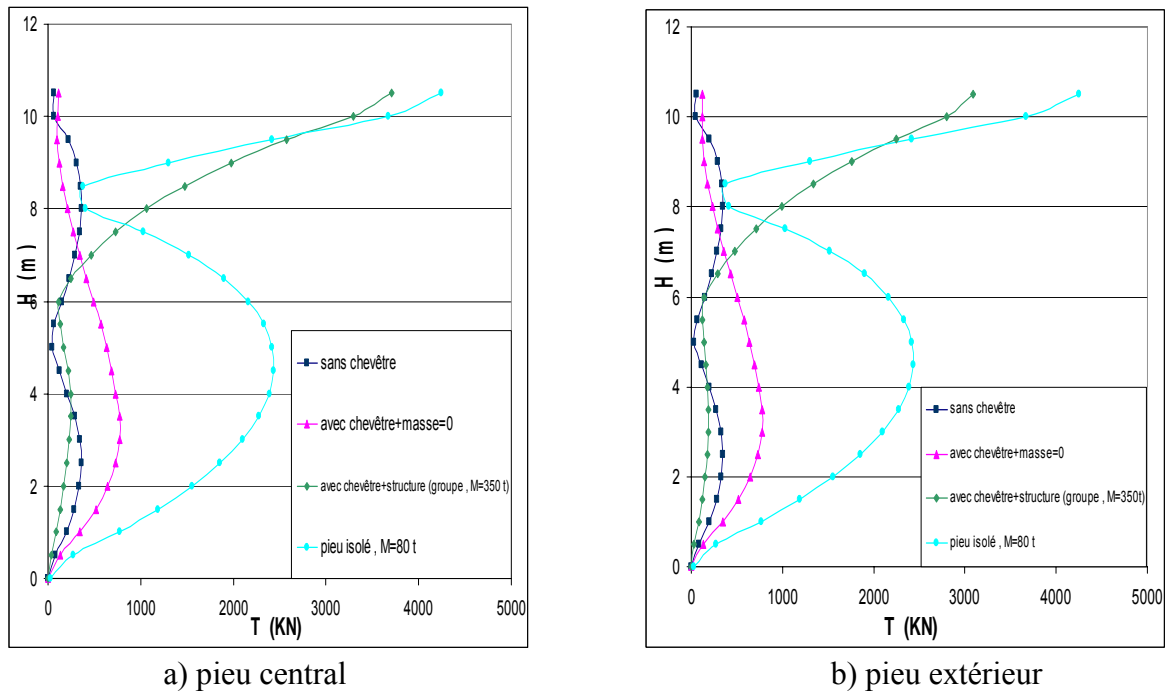 12
10
8
6
4
2
0
H (m)
0 1000 2000 3000 4000 5000
T (KN)
sans chevêtre
avec chevêtre+masse=0
avec chevêtre+structure (groupe , M=350 t)
pieu isolé , M=80 t
a) pieu central
12
10
8
6
4
2
0
H (m)
0 1000 2000 3000 4000 5000
T (KN)
sans chevêtre
avec chevêtre+masse=0
avec chevêtre+structure (groupe , M=350t)
pieu isolé , M=80 t
b) pieu extérieur